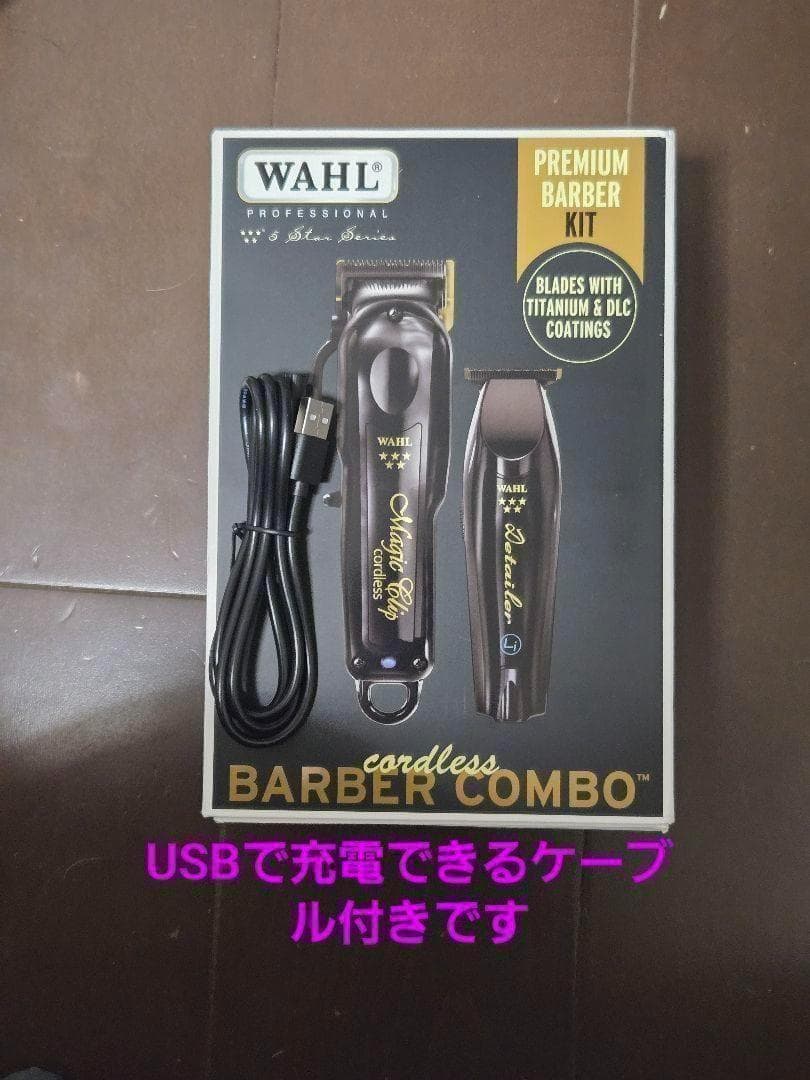 WAHL®
PROFESSIONAL
5 Star Series
PREMIUM
BARBER
KIT
BLADES WITH
TITANIUM & DLC
COATINGS
WAHL
Magic Clip
cordless
WAHL
Detailer
Li
cordless
BARBER COMBO™
USBで充電できるケーブ
ル付きです